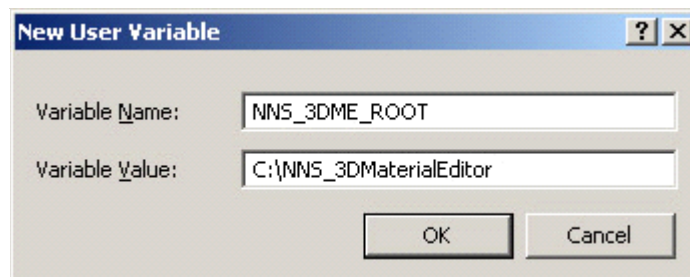 New User Variable
Variable Name: NNS_3DME_ROOT
Variable Value: C:\NNS_3DMaterialEditor
OK Cancel